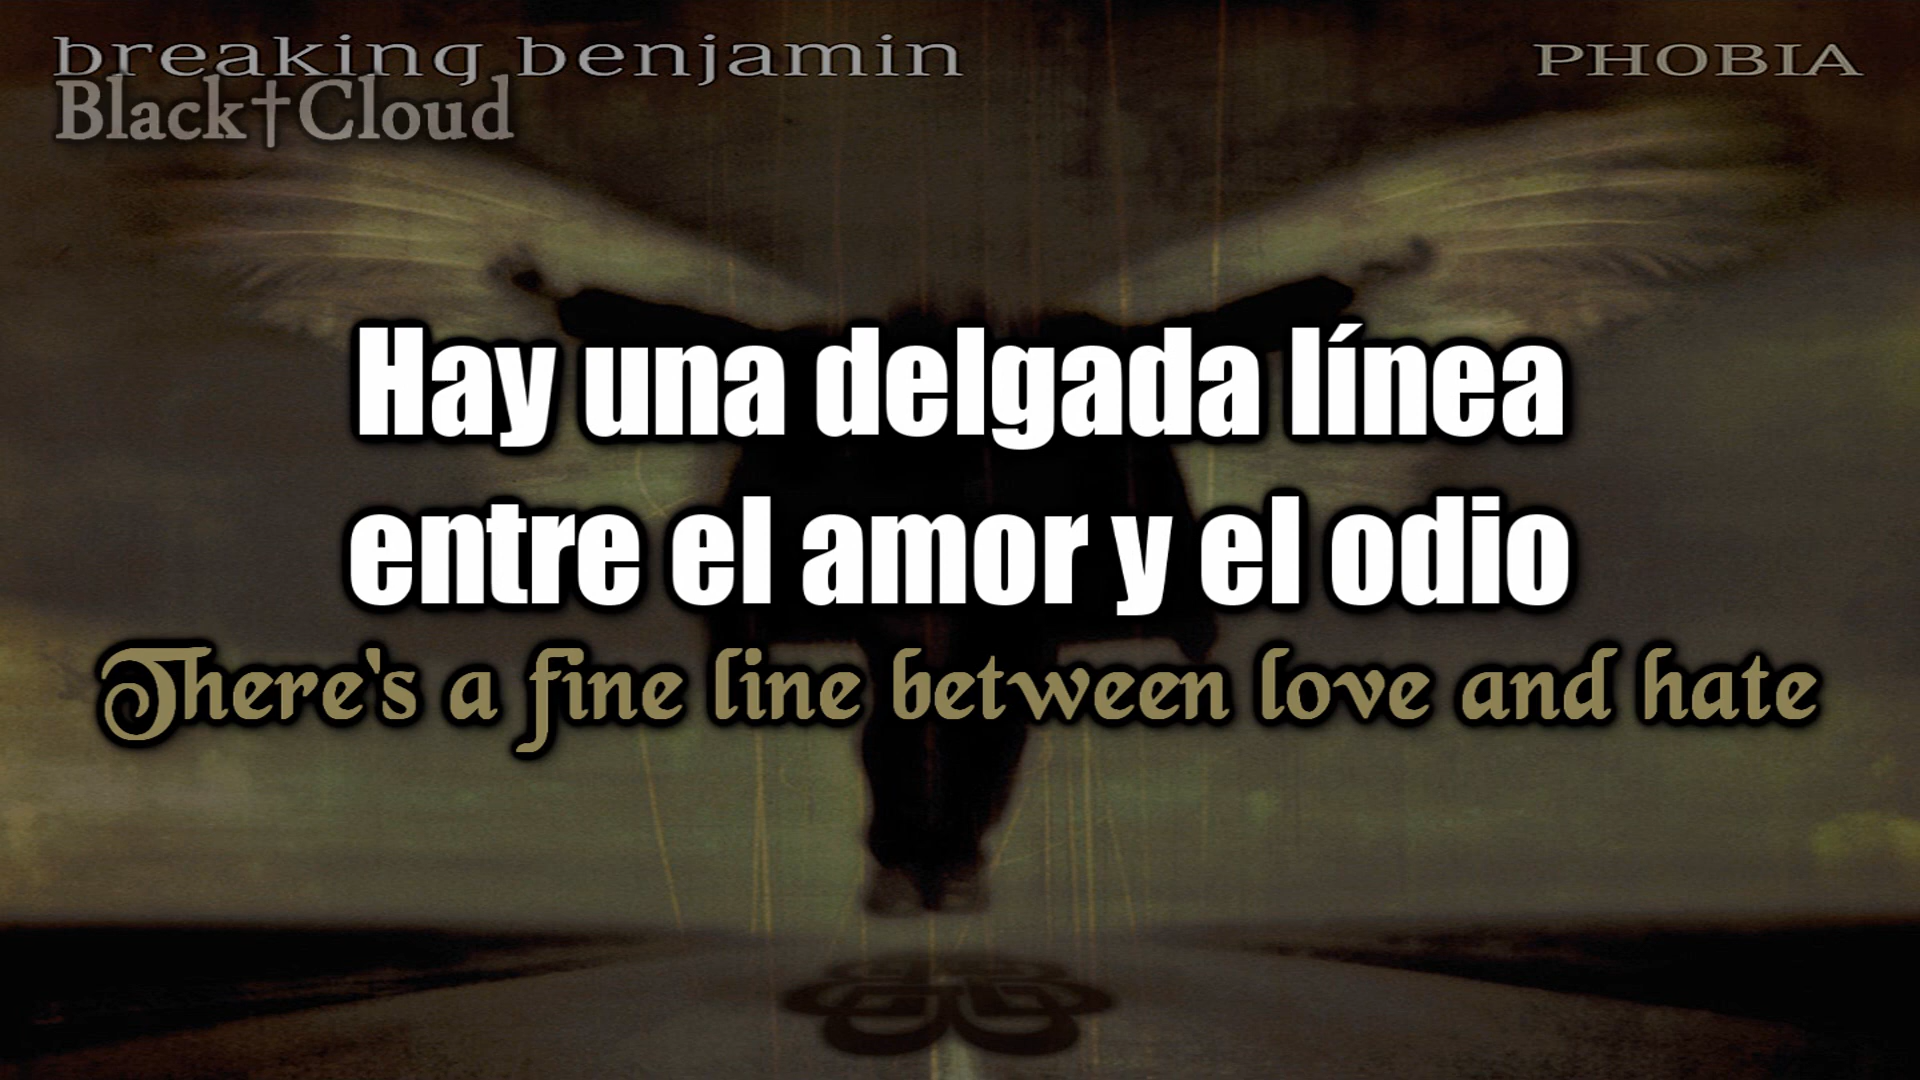 breaking benjamin
PHOBIA
Black†Cloud
Hay una delgada línea
entre el amor y el odio
There's a fine line between love and hate